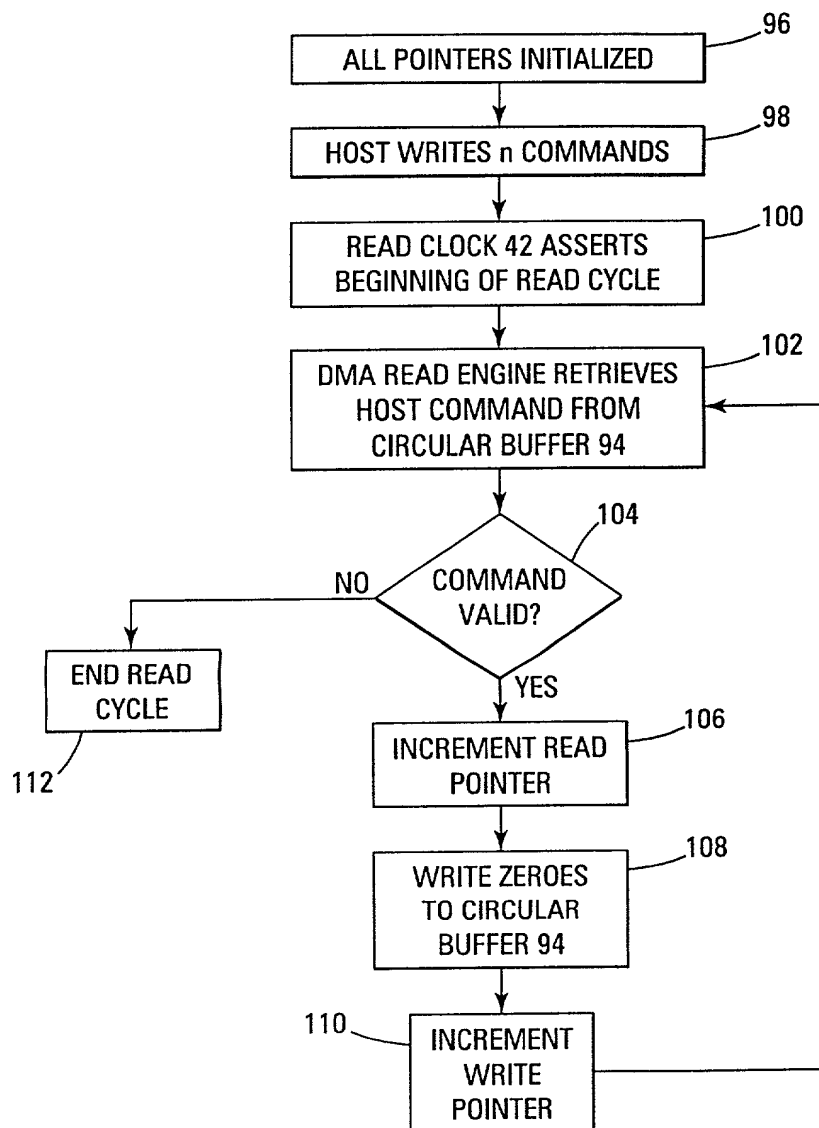 96
ALL POINTERS INITIALIZED
98
HOST WRITES n COMMANDS
100
READ CLOCK 42 ASSERTS
BEGINNING OF READ CYCLE
102
DMA READ ENGINE RETRIEVES
HOST COMMAND FROM
CIRCULAR BUFFER 94
104
COMMAND
VALID?
NO
END READ
CYCLE
112
YES
106
INCREMENT READ
POINTER
108
WRITE ZEROES
TO CIRCULAR
BUFFER 94
110
INCREMENT
WRITE
POINTER